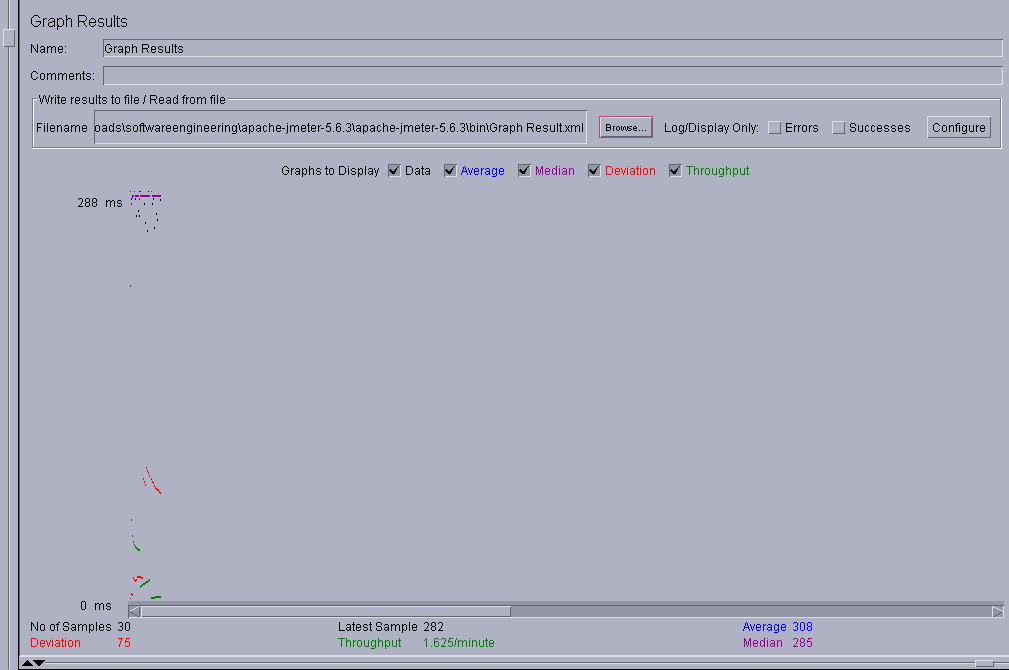 Graph Results
Name: Graph Results
Comments:
Write results to file / Read from file
Filename oads\softwareengineering\apache-jmeter-5.6.3\apache-jmeter-5.6.3\bin\Graph Result.xml Browse... Log/Display Only: Errors Successes Configure
Graphs to Display Data Average Median Deviation Throughput
288 ms
0 ms
No of Samples 30 Latest Sample 282 Average 308
Deviation 75 Throughput 1.625/minute Median 285